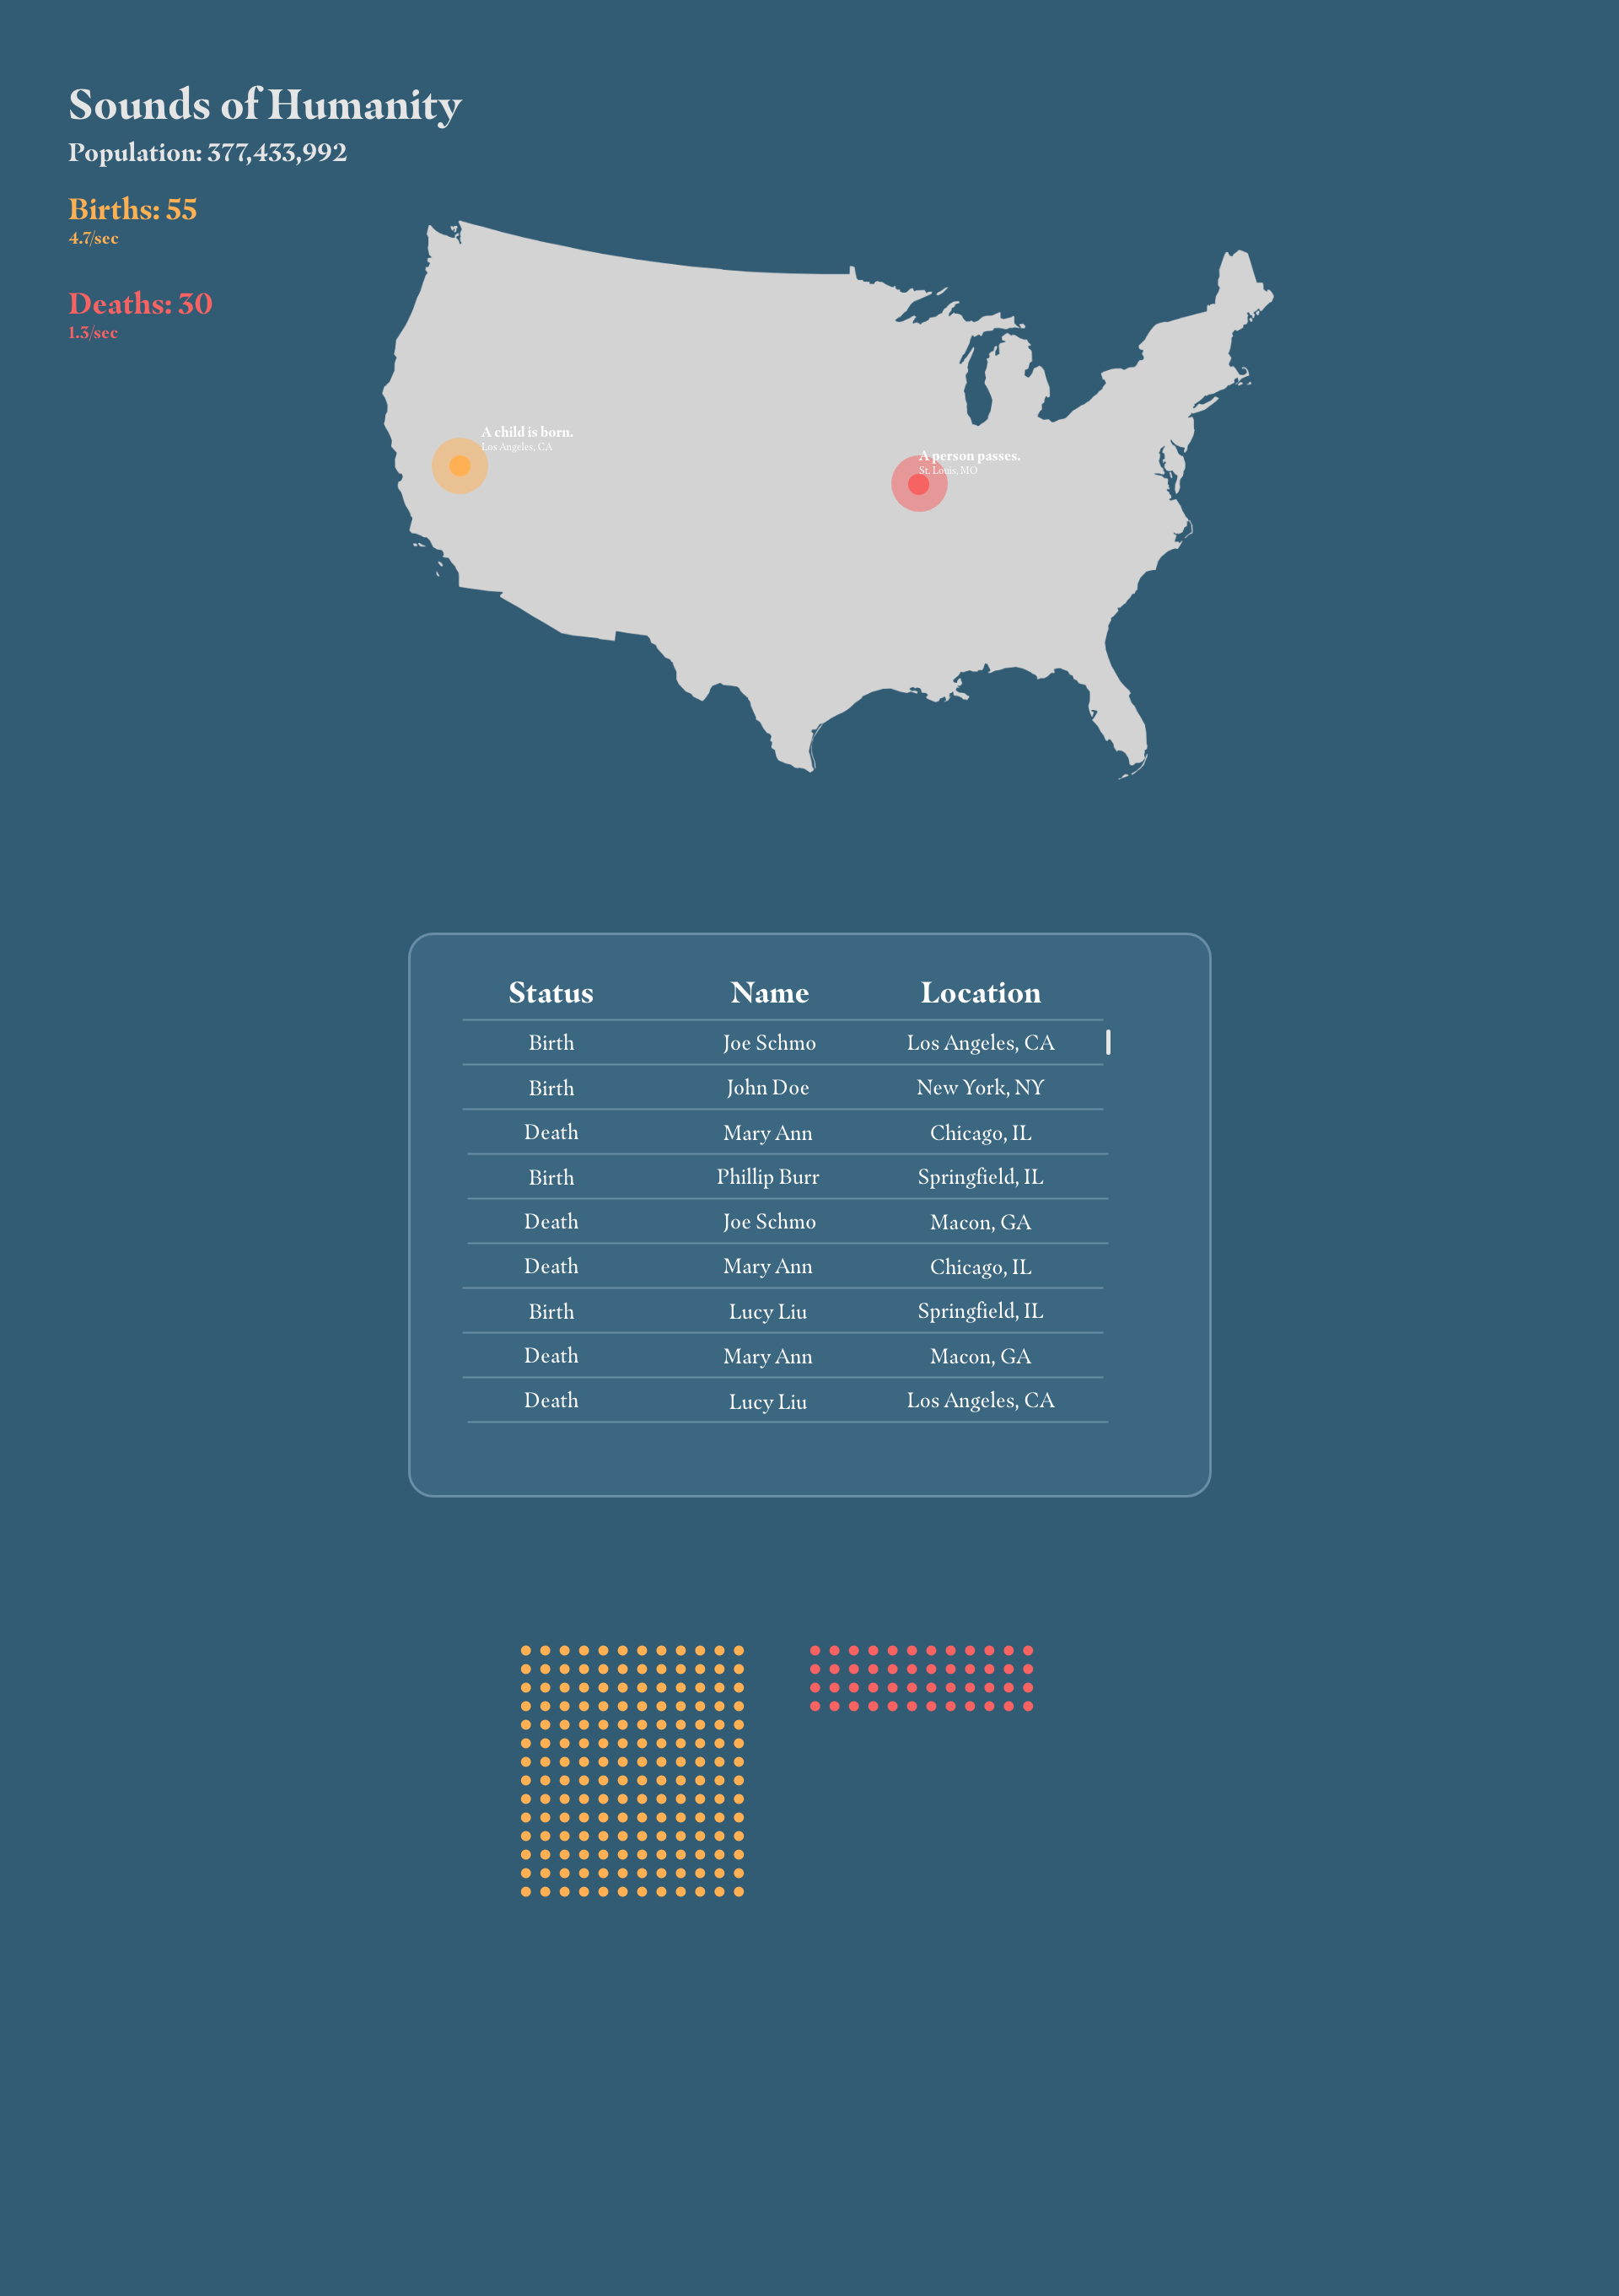 Sounds of Humanity
Population: 377,433,992
Births: 55
4.7/sec
Deaths: 30
1.3/sec
A child is born.
Los Angeles, CA
A person passes.
St. Louis, MO
Status Name Location
Birth Joe Schmo Los Angeles, CA
Birth John Doe New York, NY
Death Mary Ann Chicago, IL
Birth Phillip Burr Springfield, IL
Death Joe Schmo Macon, GA
Death Mary Ann Chicago, IL
Birth Lucy Liu Springfield, IL
Death Mary Ann Macon, GA
Death Lucy Liu Los Angeles, CA